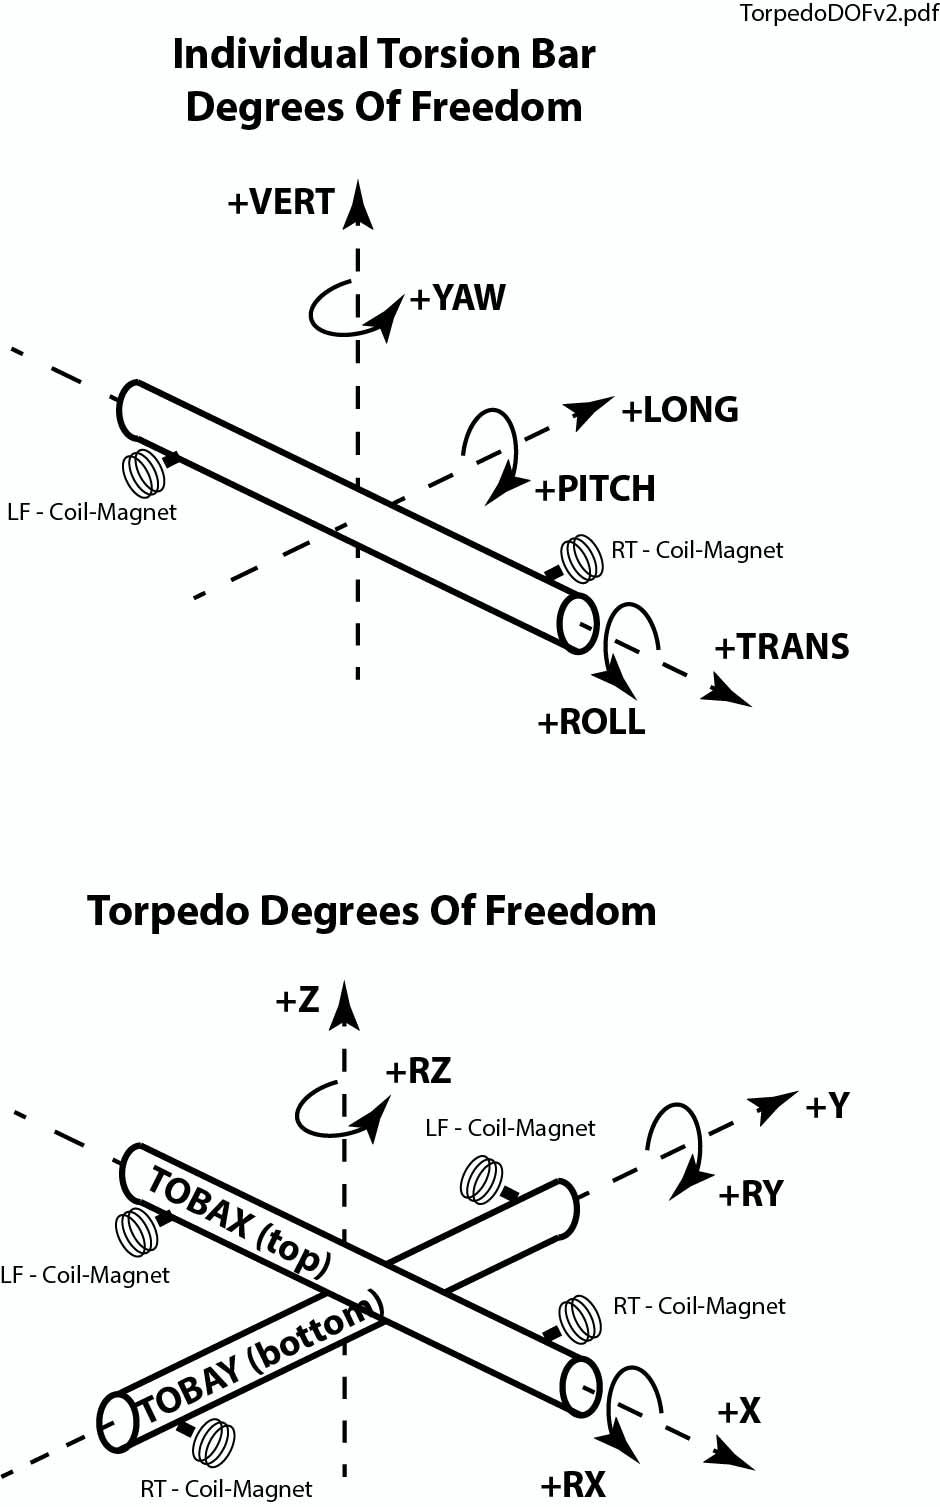 TorpedoDOFv2.pdf
Individual Torsion Bar
Degrees Of Freedom
+VERT
+YAW
+LONG
+PITCH
LF - Coil-Magnet
RT - Coil-Magnet
+TRANS
+ROLL
Torpedo Degrees Of Freedom
+Z
+RZ
LF - Coil-Magnet
+Y
+RY
TOBAX (top)
LF - Coil-Magnet
RT - Coil-Magnet
TOBAY (bottom)
+X
+RX
RT - Coil-Magnet